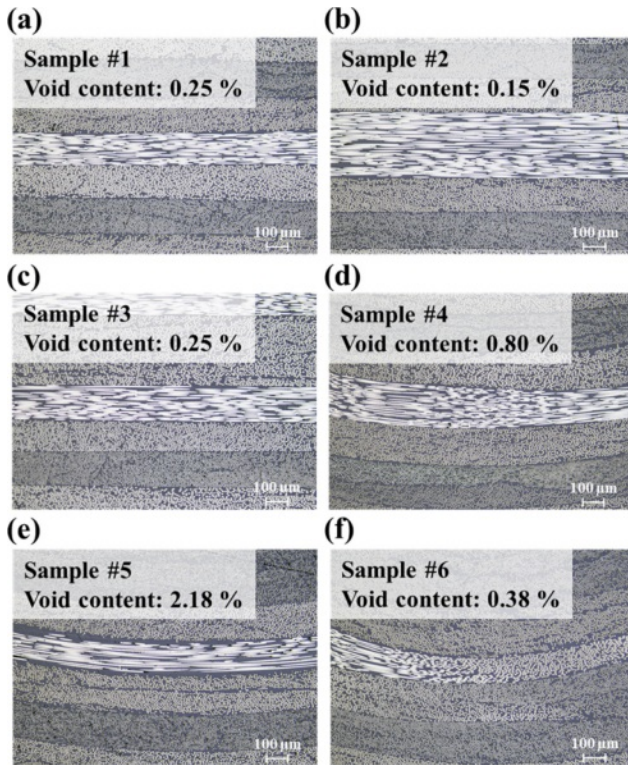 (a)
Sample #1
Void content: 0.25 %
100 µm
(b)
Sample #2
Void content: 0.15 %
100 µm
(c)
Sample #3
Void content: 0.25 %
100 µm
(d)
Sample #4
Void content: 0.80 %
100 µm
(e)
Sample #5
Void content: 2.18 %
100 µm
(f)
Sample #6
Void content: 0.38 %
100 µm